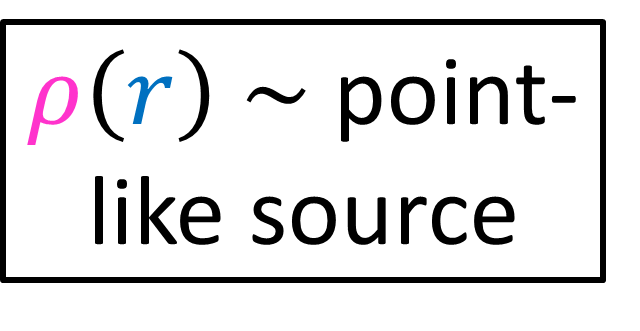 ρ(r) ~ point-
like source